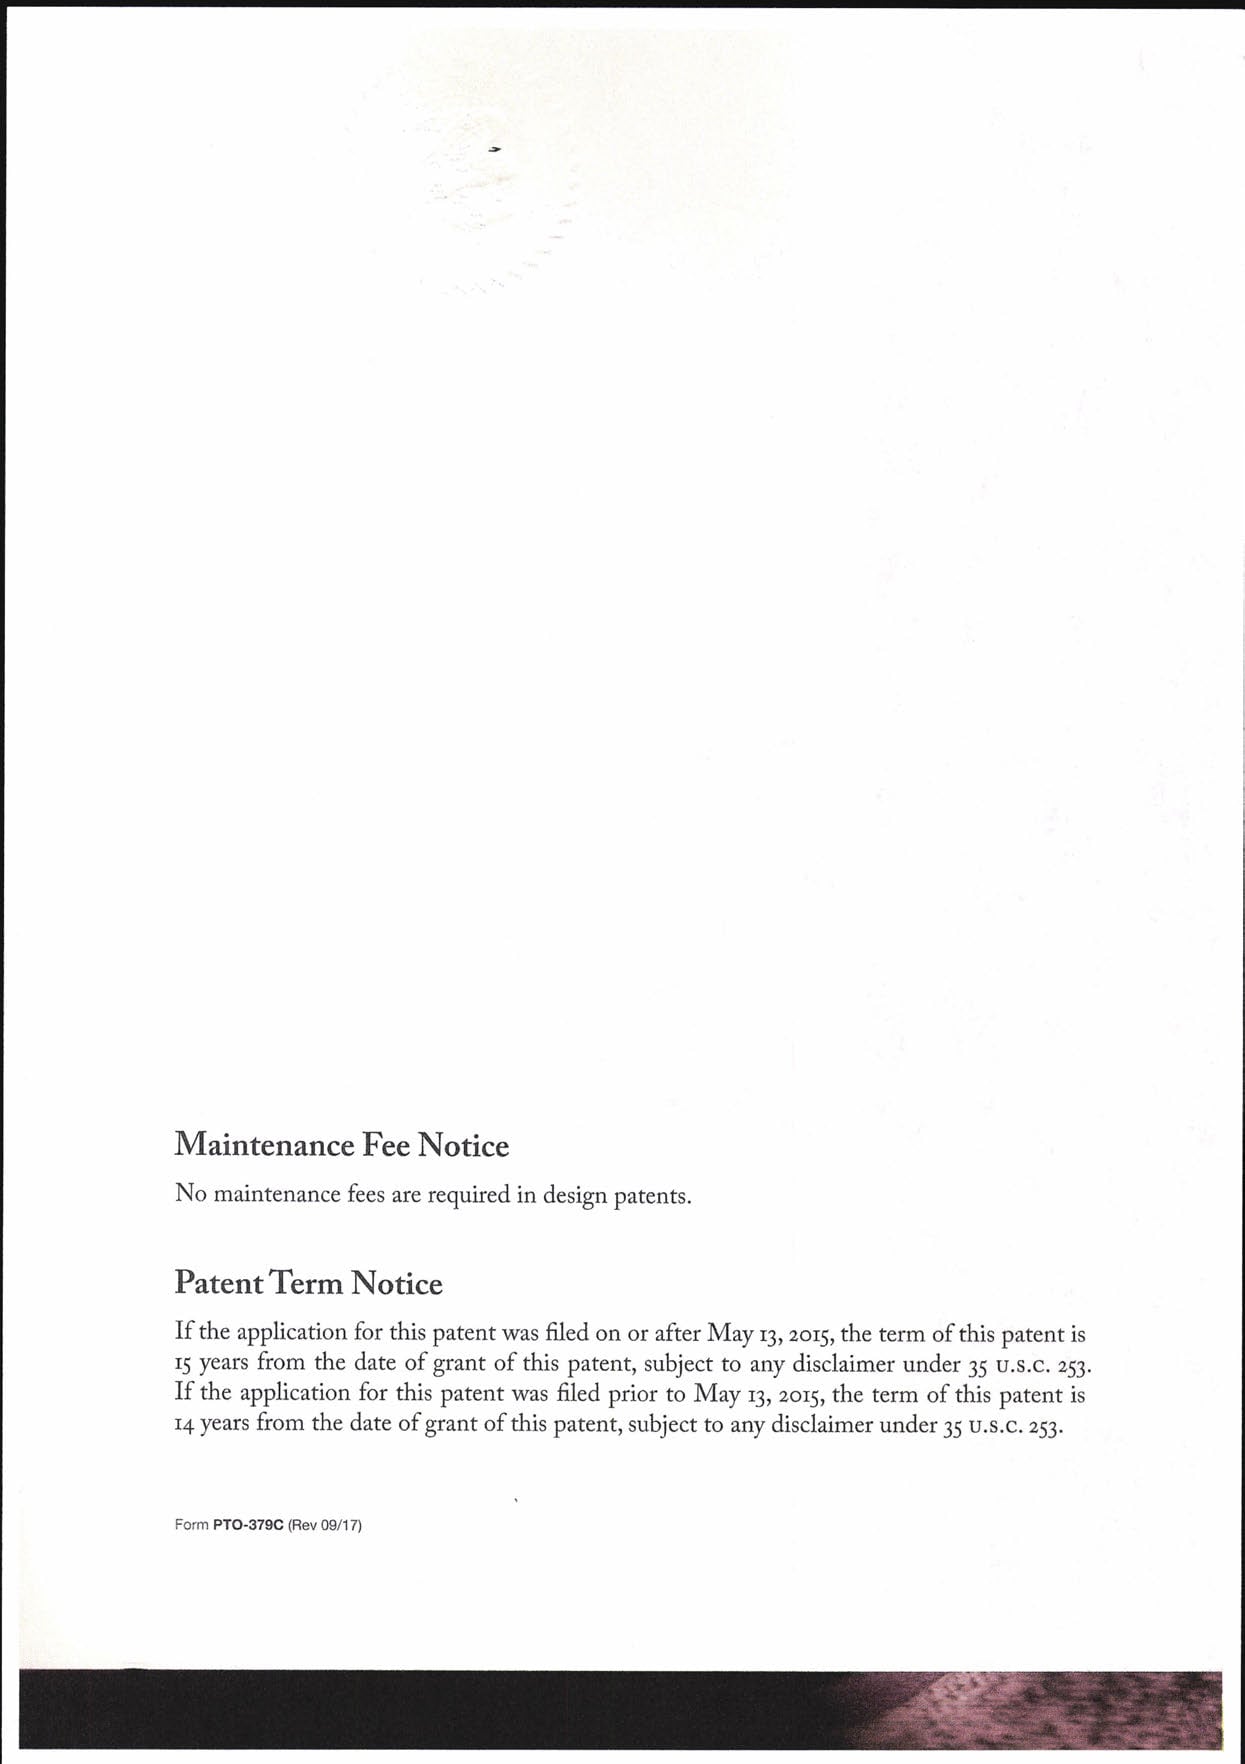 Maintenance Fee Notice
No maintenance fees are required in design patents.
Patent Term Notice
If the application for this patent was filed on or after May 13, 2015, the term of this patent is
15 years from the date of grant of this patent, subject to any disclaimer under 35 U.S.C. 253.
If the application for this patent was filed prior to May 13, 2015, the term of this patent is
14 years from the date of grant of this patent, subject to any disclaimer under 35 U.S.C. 253.
Form PTO-379C (Rev 09/17)